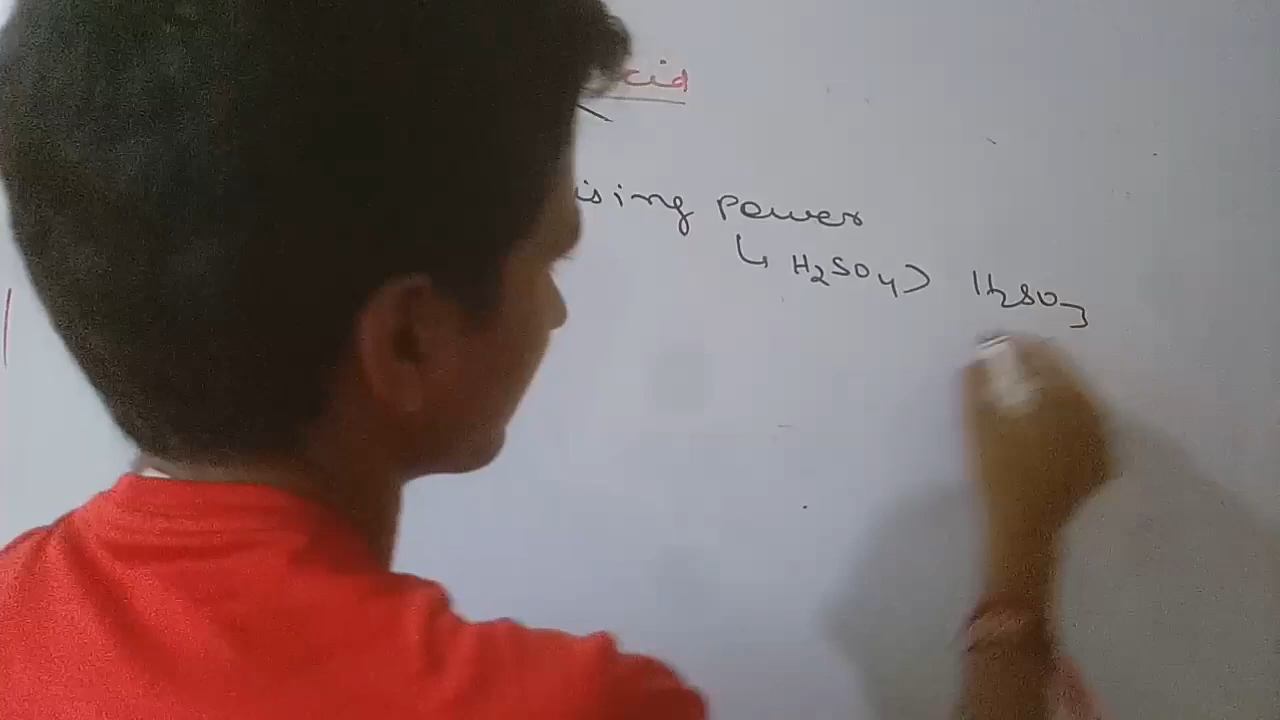 cid
ising Power
↳ H₂SO₄ > H₂SO₃